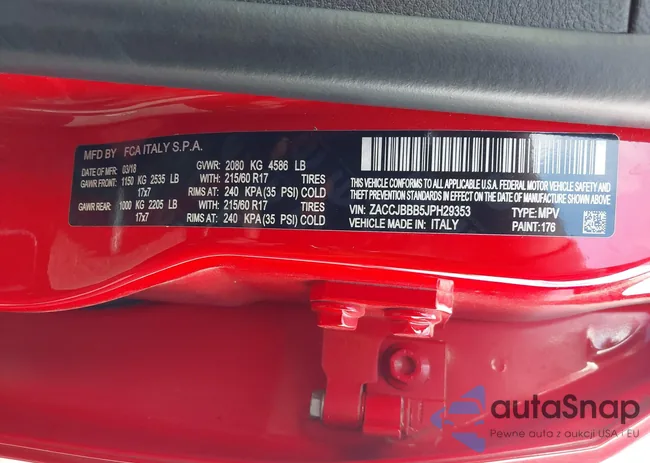 MFD BY FCA ITALY S.P.A.
DATE OF MFR: 03/18 GVWR: 2080 KG 4586 LB
GAWR FRONT: 1150 KG 2535 LB WITH: 215/60 R17 TIRES
17x7 RIMS AT: 240 KPA (35 PSI) COLD
GAWR REAR: 1000 KG 2205 LB WITH: 215/60 R17 TIRES
17x7 RIMS AT: 240 KPA (35 PSI) COLD
THIS VEHICLE CONFORMS TO ALL APPLICABLE U.S.A. FEDERAL MOTOR VEHICLE SAFETY, BUMPER, AND
THEFT PREVENTION STANDARDS IN EFFECT ON THE DATE OF MANUFACTURE SHOWN ABOVE
VIN: ZACCJBBB5JPH29353 TYPE: MPV
VEHICLE MADE IN: ITALY PAINT:176
autaSnap
Pewne auta z aukcji USA i EU